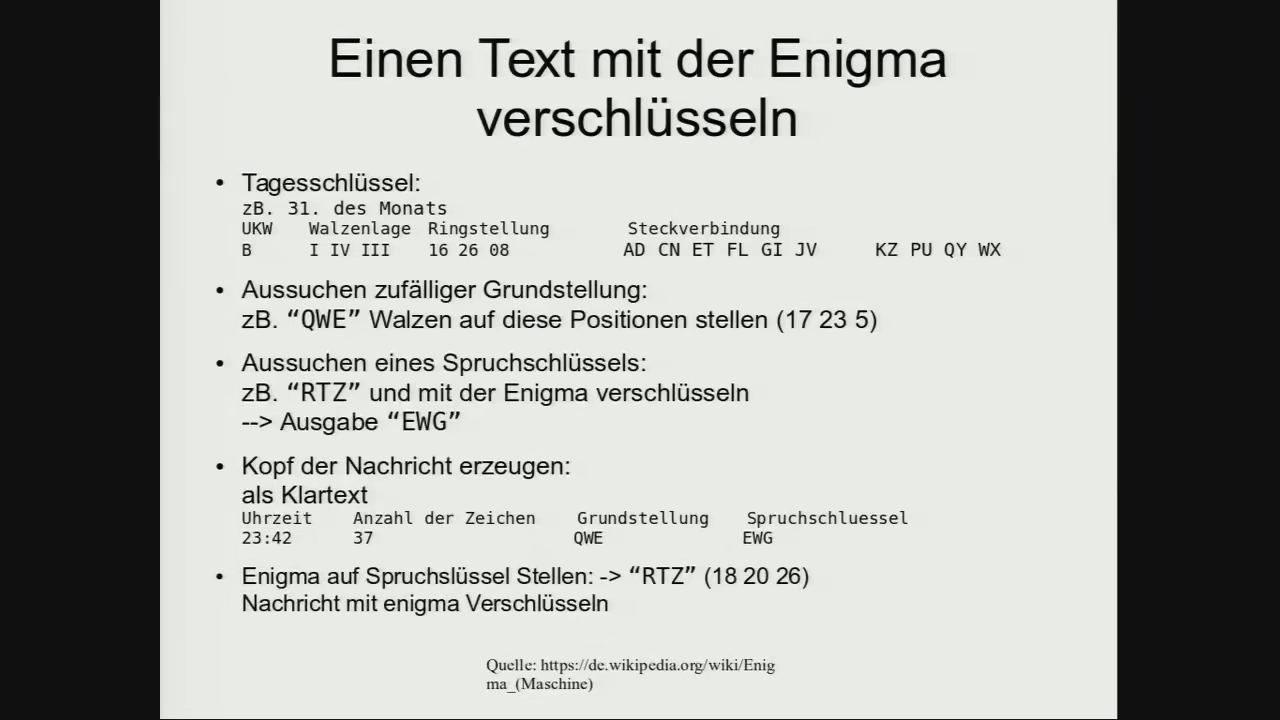 Einen Text mit der Enigma
verschlüsseln
• Tagesschlüssel:
zB. 31. des Monats
UKW Walzenlage Ringstellung Steckverbindung
B I IV III 16 26 08 AD CN ET FL GI JV KZ PU QY WX
• Aussuchen zufälliger Grundstellung:
zB. “QWE” Walzen auf diese Positionen stellen (17 23 5)
• Aussuchen eines Spruchschlüssels:
zB. “RTZ” und mit der Enigma verschlüsseln
--> Ausgabe “EWG”
• Kopf der Nachricht erzeugen:
als Klartext
Uhrzeit Anzahl der Zeichen Grundstellung Spruchschluessel
23:42 37 QWE EWG
• Enigma auf Spruchslüssel Stellen: -> “RTZ” (18 20 26)
Nachricht mit enigma Verschlüsseln
Quelle: https://de.wikipedia.org/wiki/Enig
ma_(Maschine)